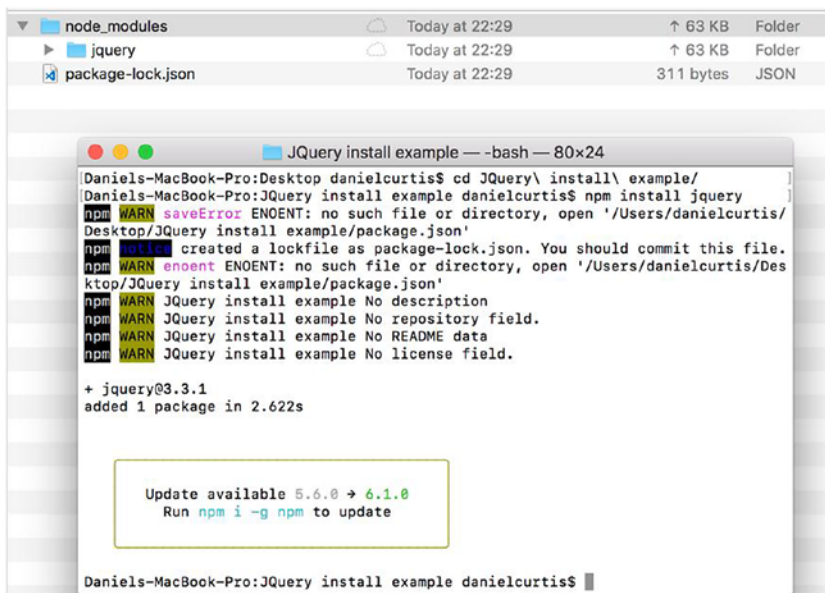 node_modules Today at 22:29 ↑ 63 KB Folder
jquery Today at 22:29 ↑ 63 KB Folder
package-lock.json Today at 22:29 311 bytes JSON
JQuery install example — -bash — 80×24
[Daniels-MacBook-Pro:Desktop danielcurtis$ cd JQuery\ install\ example/ ]
[Daniels-MacBook-Pro:JQuery install example danielcurtis$ npm install jquery ]
npm WARN saveError ENOENT: no such file or directory, open '/Users/danielcurtis/
Desktop/JQuery install example/package.json'
npm notice created a lockfile as package-lock.json. You should commit this file.
npm WARN enoent ENOENT: no such file or directory, open '/Users/danielcurtis/Des
ktop/JQuery install example/package.json'
npm WARN JQuery install example No description
npm WARN JQuery install example No repository field.
npm WARN JQuery install example No README data
npm WARN JQuery install example No license field.
+ jquery@3.3.1
added 1 package in 2.622s
Update available 5.6.0 → 6.1.0
Run npm i -g npm to update
Daniels-MacBook-Pro:JQuery install example danielcurtis$